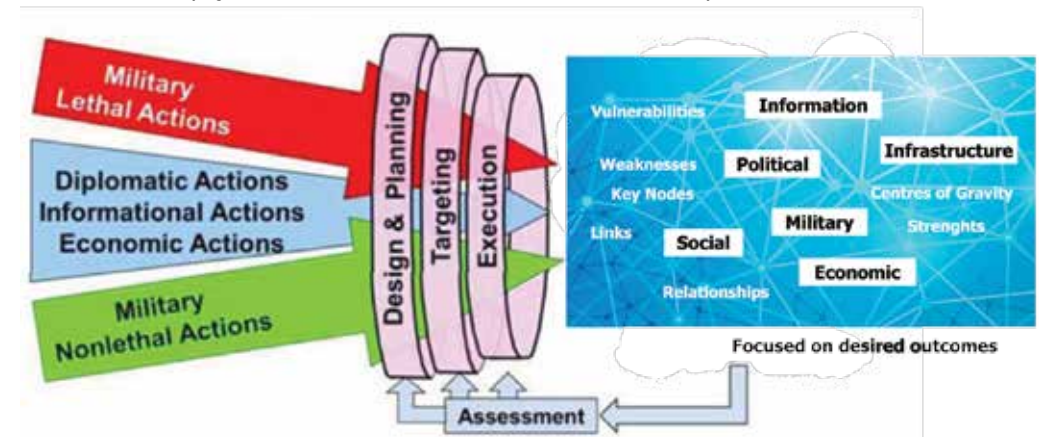 Military
Lethal Actions
Diplomatic Actions
Informational Actions
Economic Actions
Military
Nonlethal Actions
Design & Planning
Targeting
Execution
Vulnerabilities
Information
Weaknesses
Political
Infrastructure
Key Nodes
Centres of Gravity
Links
Social
Military
Strenghts
Economic
Relationships
Focused on desired outcomes
Assessment